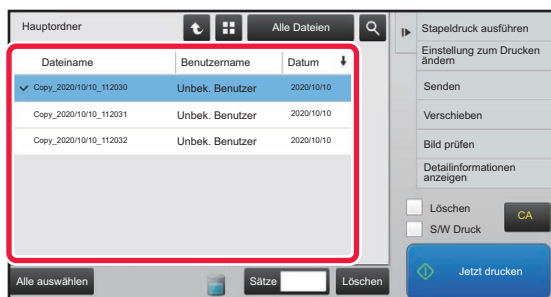 Hauptordner
Alle Dateien
Dateiname Benutzername Datum
Copy_2020/10/10_112030 Unbek. Benutzer 2020/10/10
Copy_2020/10/10_112031 Unbek. Benutzer 2020/10/10
Copy_2020/10/10_112032 Unbek. Benutzer 2020/10/10
Alle auswählen
Sätze
Löschen
Stapeldruck ausführen
Einstellung zum Drucken
ändern
Senden
Verschieben
Bild prüfen
Detailinformationen
anzeigen
Löschen
S/W Druck
CA
Jetzt drucken